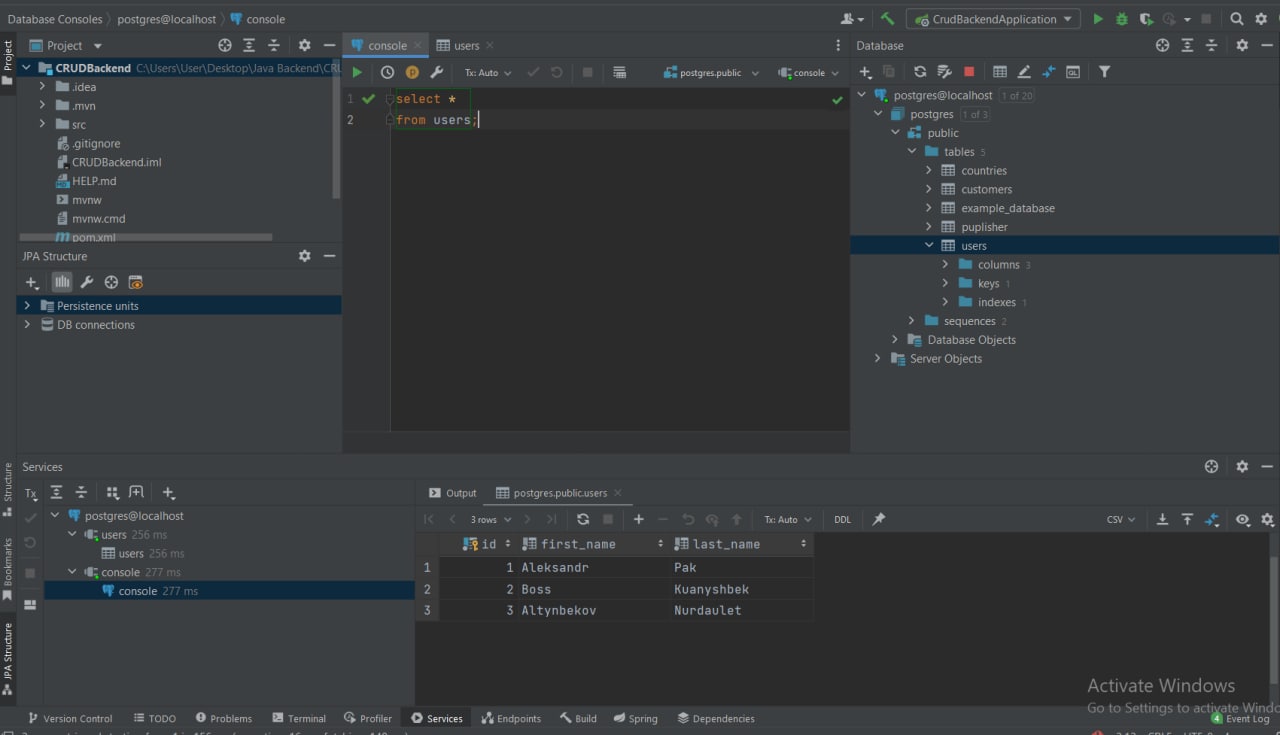 Database Consoles
postgres@localhost
console
CrudBackendApplication
Project
Project
console
users
Database
CRUDBackend C:\Users\User\Desktop\Java Backend\CRU
.idea
.mvn
src
.gitignore
CRUDBackend.iml
HELP.md
mvnw
mvnw.cmd
pom.xml
Tx: Auto
postgres.public
console
1 select *
2 from users;
postgres@localhost 1 of 20
postgres 1 of 3
public
tables 5
countries
customers
example_database
puplisher
users
columns 3
keys 1
indexes 1
sequences 2
Database Objects
Server Objects
JPA Structure
Persistence units
DB connections
Services
Structure
Bookmarks
JPA Structure
Tx
postgres@localhost
users 256 ms
users 256 ms
console 277 ms
console 277 ms
Output
postgres.public.users
3 rows
Tx: Auto
DDL
CSV
id first_name last_name
1 1 Aleksandr Pak
2 2 Boss Kuanyshbek
3 3 Altynbekov Nurdaulet
Activate Windows
Go to Settings to activate Windo
Version Control
TODO
Problems
Terminal
Profiler
Services
Endpoints
Build
Spring
Dependencies
4 Event Log